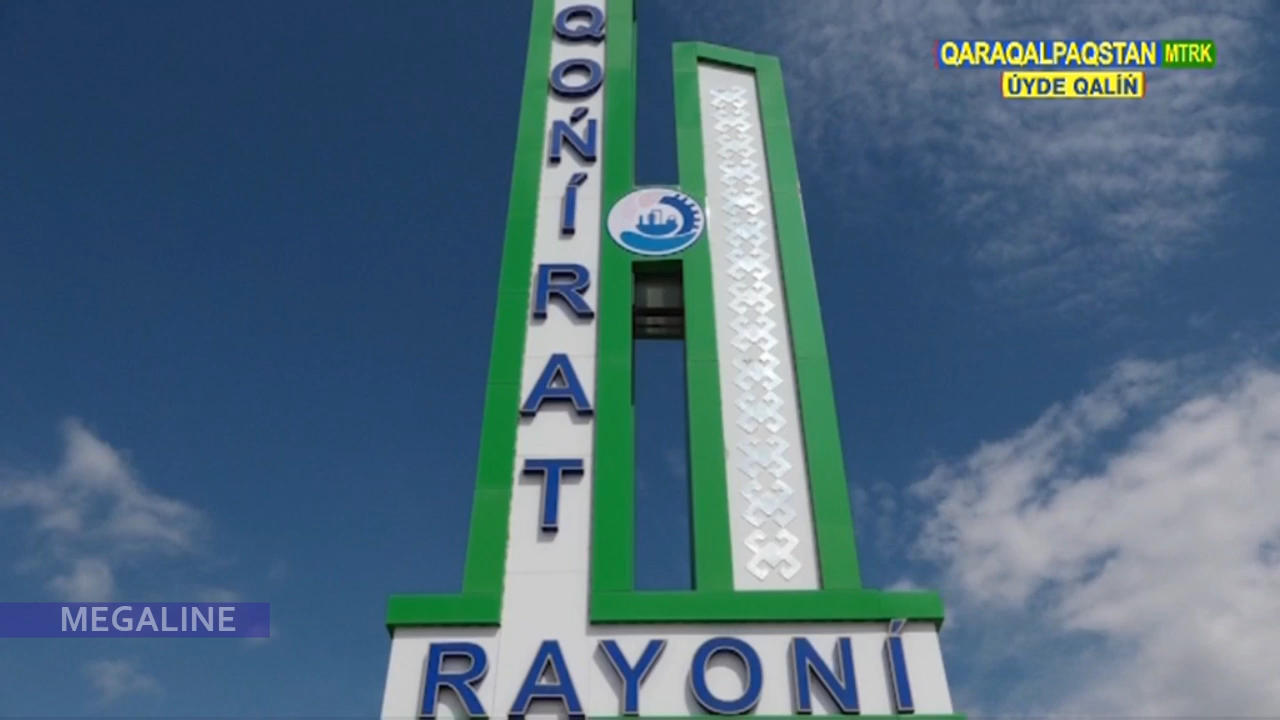 QARAQALPAQSTAN MTRK
ÚYDE QALÍŃ
QOŃÍRAT
RAYONÍ
MEGALINE